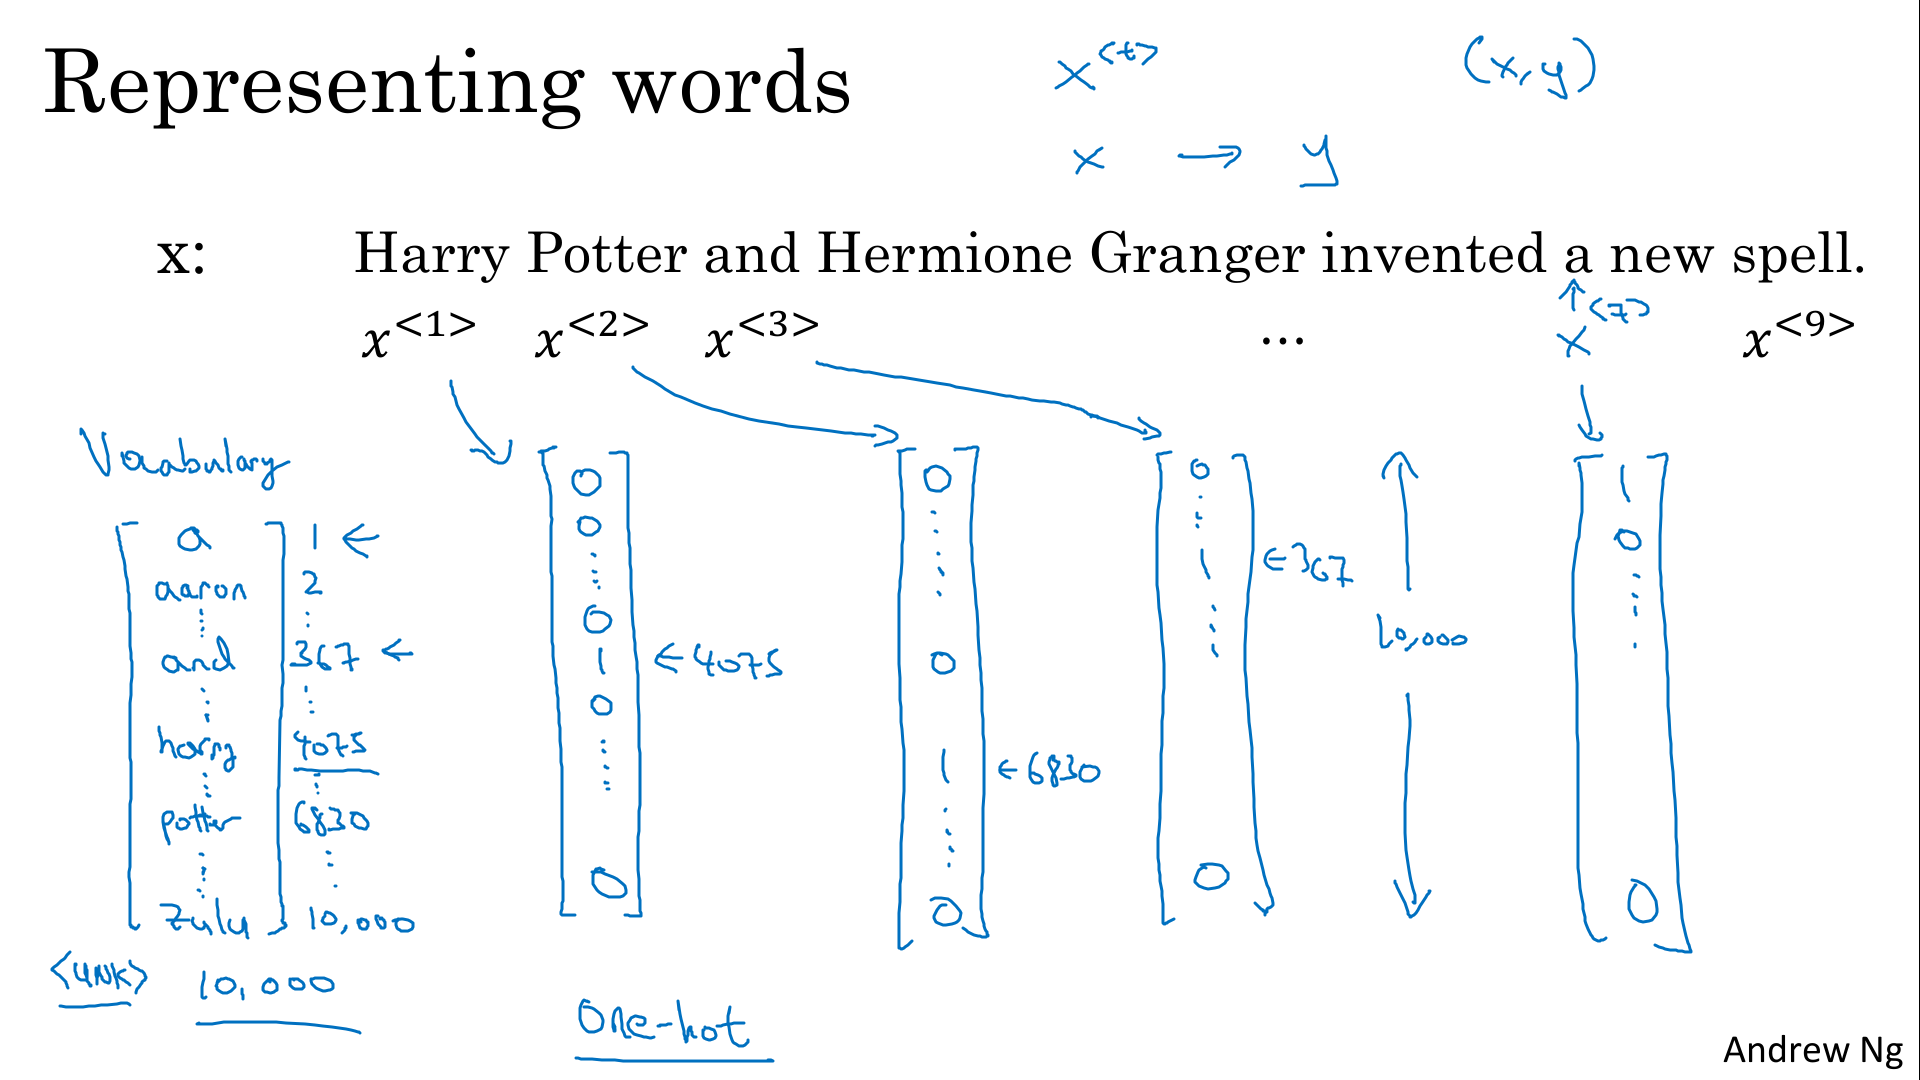 Representing words
x<t>
(x,y)
x → y
x: Harry Potter and Hermione Granger invented a new spell.
x<1> x<2> x<3> ... x<7> x<9>
Vocabulary
a 1 ←
aaron 2
⋮ ⋮
and 367 ←
⋮ ⋮
harry 4075
⋮ ⋮
potter 6830
⋮ ⋮
zulu 10,000
<UNK> 10,000
0
0
⋮
0
1 ← 4075
0
⋮
0
0
⋮
0
1 ← 6830
⋮
0
0
⋮
1 ← 367
⋮
0
10,000
1
0
⋮
0
One-hot
Andrew Ng